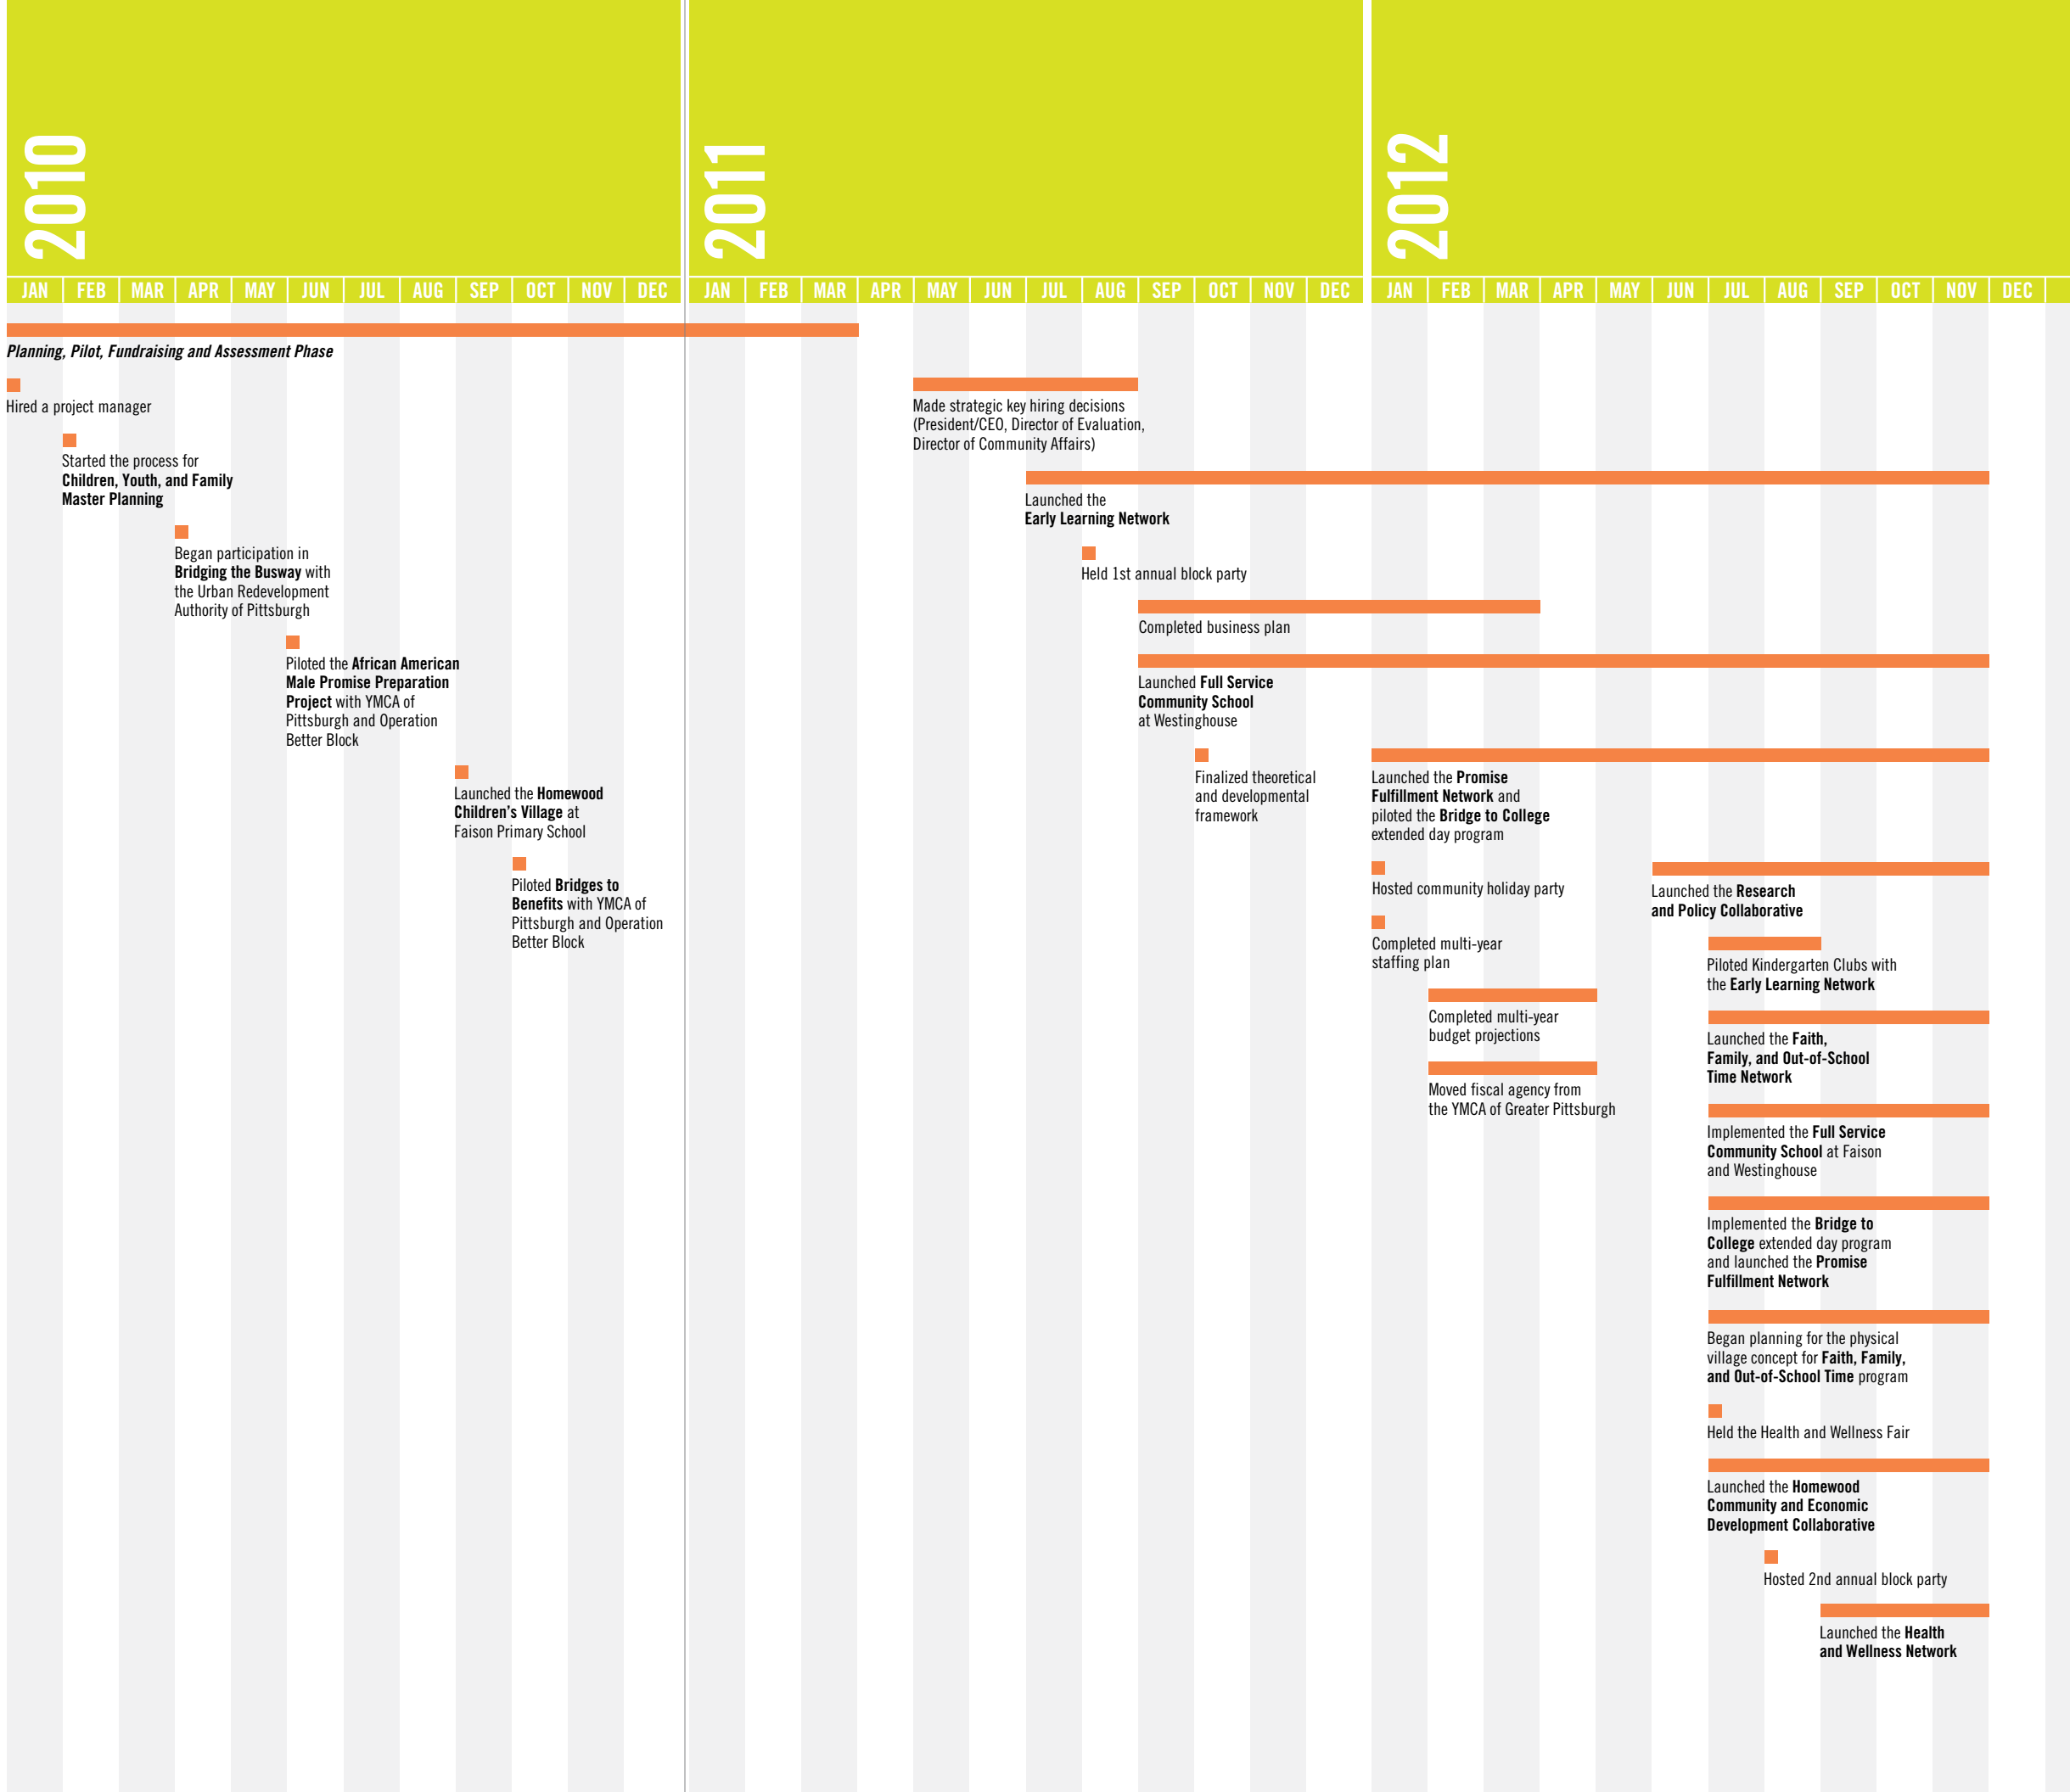 2010
2011
2012
JAN FEB MAR APR MAY JUN JUL AUG SEP OCT NOV DEC
JAN FEB MAR APR MAY JUN JUL AUG SEP OCT NOV DEC
JAN FEB MAR APR MAY JUN JUL AUG SEP OCT NOV DEC
Planning, Pilot, Fundraising and Assessment Phase
Hired a project manager
Started the process for
Children, Youth, and Family
Master Planning
Began participation in
Bridging the Busway with
the Urban Redevelopment
Authority of Pittsburgh
Piloted the African American
Male Promise Preparation
Project with YMCA of
Pittsburgh and Operation
Better Block
Launched the Homewood
Children’s Village at
Faison Primary School
Piloted Bridges to
Benefits with YMCA of
Pittsburgh and Operation
Better Block
Made strategic key hiring decisions
(President/CEO, Director of Evaluation,
Director of Community Affairs)
Launched the
Early Learning Network
Held 1st annual block party
Completed business plan
Launched Full Service
Community School
at Westinghouse
Finalized theoretical
and developmental
framework
Launched the Promise
Fulfillment Network and
piloted the Bridge to College
extended day program
Hosted community holiday party
Completed multi-year
staffing plan
Completed multi-year
budget projections
Moved fiscal agency from
the YMCA of Greater Pittsburgh
Launched the Research
and Policy Collaborative
Piloted Kindergarten Clubs with
the Early Learning Network
Launched the Faith,
Family, and Out-of-School
Time Network
Implemented the Full Service
Community School at Faison
and Westinghouse
Implemented the Bridge to
College extended day program
and launched the Promise
Fulfillment Network
Began planning for the physical
village concept for Faith, Family,
and Out-of-School Time program
Held the Health and Wellness Fair
Launched the Homewood
Community and Economic
Development Collaborative
Hosted 2nd annual block party
Launched the Health
and Wellness Network